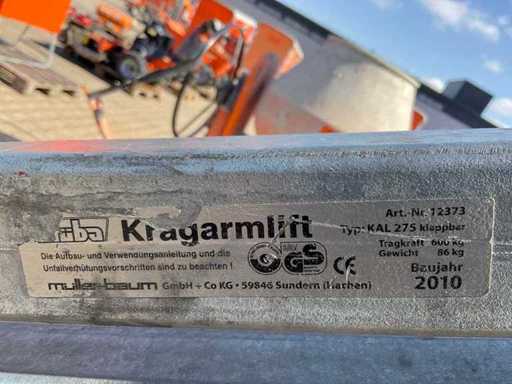 müba Kragarmlift
Art.-Nr. 12373
Typ: KAL 275 klappbar
Tragkraft 600 kg
Gewicht 86 kg
Die Aufbau- und Verwendungsanleitung und die
Unfallverhütungsvorschriften sind zu beachten !
GS CE
Baujahr
2010
müller-baum GmbH + Co KG • 59846 Sundern (Hachen)